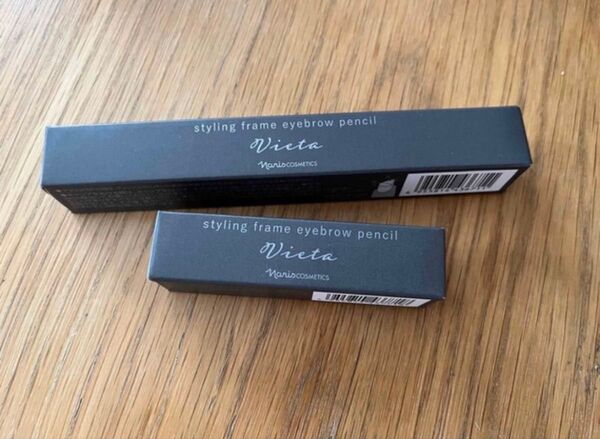 styling frame eyebrow pencil
Vieta
NarisCOSMETICS
styling frame eyebrow pencil
Vieta
NarisCOSMETICS